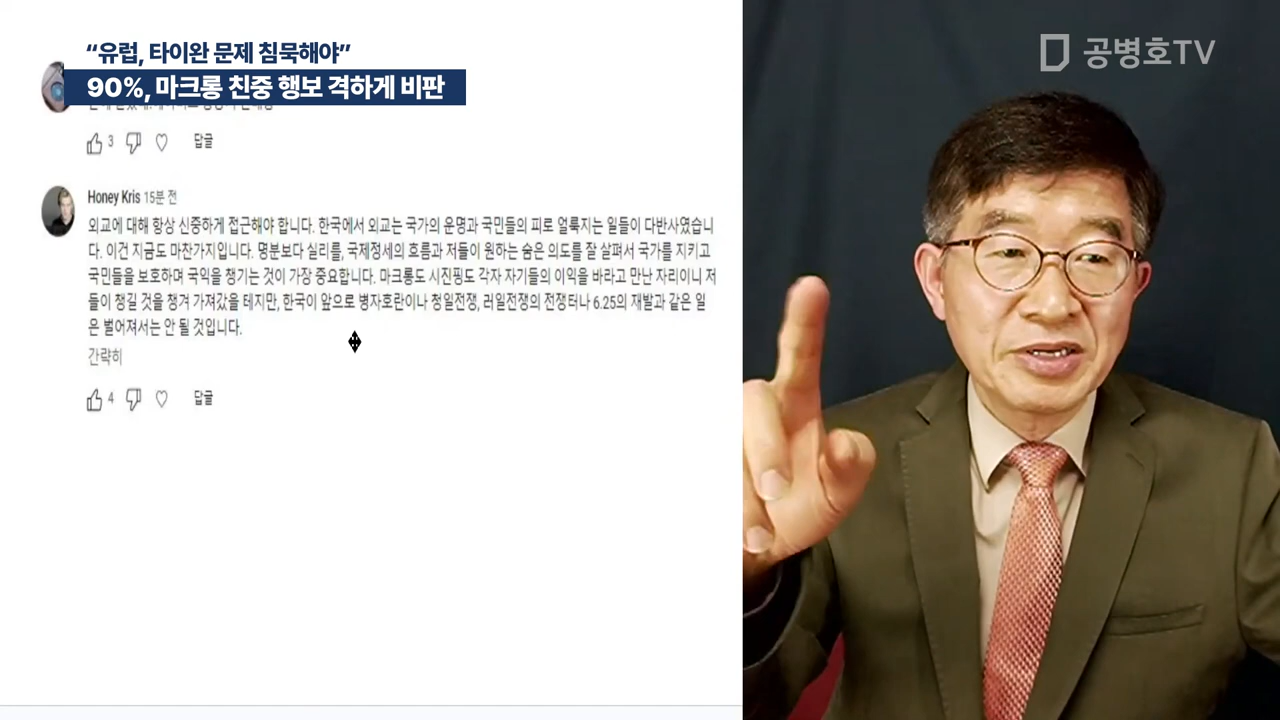 “유럽, 타이완 문제 침묵해야”
90%, 마크롱 친중 행보 격하게 비판
공병호TV
3
답글
Honey Kris 15분 전
외교에 대해 항상 신중하게 접근해야 합니다. 한국에서 외교는 국가의 운명과 국민들의 피로 얼룩지는 일들이 다반사였습니
다. 이건 지금도 마찬가지입니다. 명분보다 실리를, 국제정세의 흐름과 저들이 원하는 숨은 의도를 잘 살펴서 국가를 지키고
국민들을 보호하며 국익을 챙기는 것이 가장 중요합니다. 마크롱도 시진핑도 각자 자기들의 이익을 바라고 만난 자리이니 저
들이 챙길 것을 챙겨 가져갔을 테지만, 한국이 앞으로 병자호란이나 청일전쟁, 러일전쟁의 전쟁터나 6.25의 재발과 같은 일
은 벌어져서는 안 될 것입니다.
간략히
4
답글